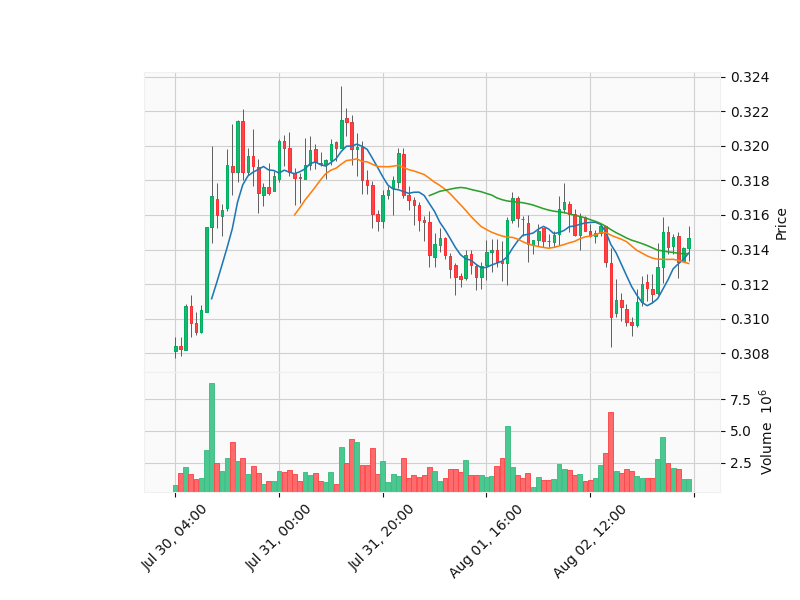 0.324
0.322
0.320
0.318
0.316
0.314
0.312
0.310
0.308
Price
7.5
5.0
2.5
Volume 10^6
Jul 30, 04:00
Jul 31, 00:00
Jul 31, 20:00
Aug 01, 16:00
Aug 02, 12:00